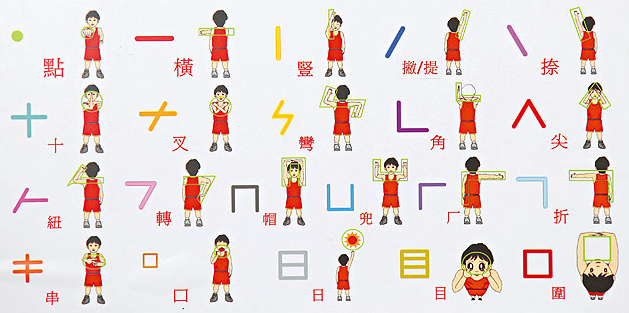 點 橫 豎 撇/提 捺
十 叉 彎 角 尖
紐 轉 帽 兜 厂 折
串 口 日 目 圍